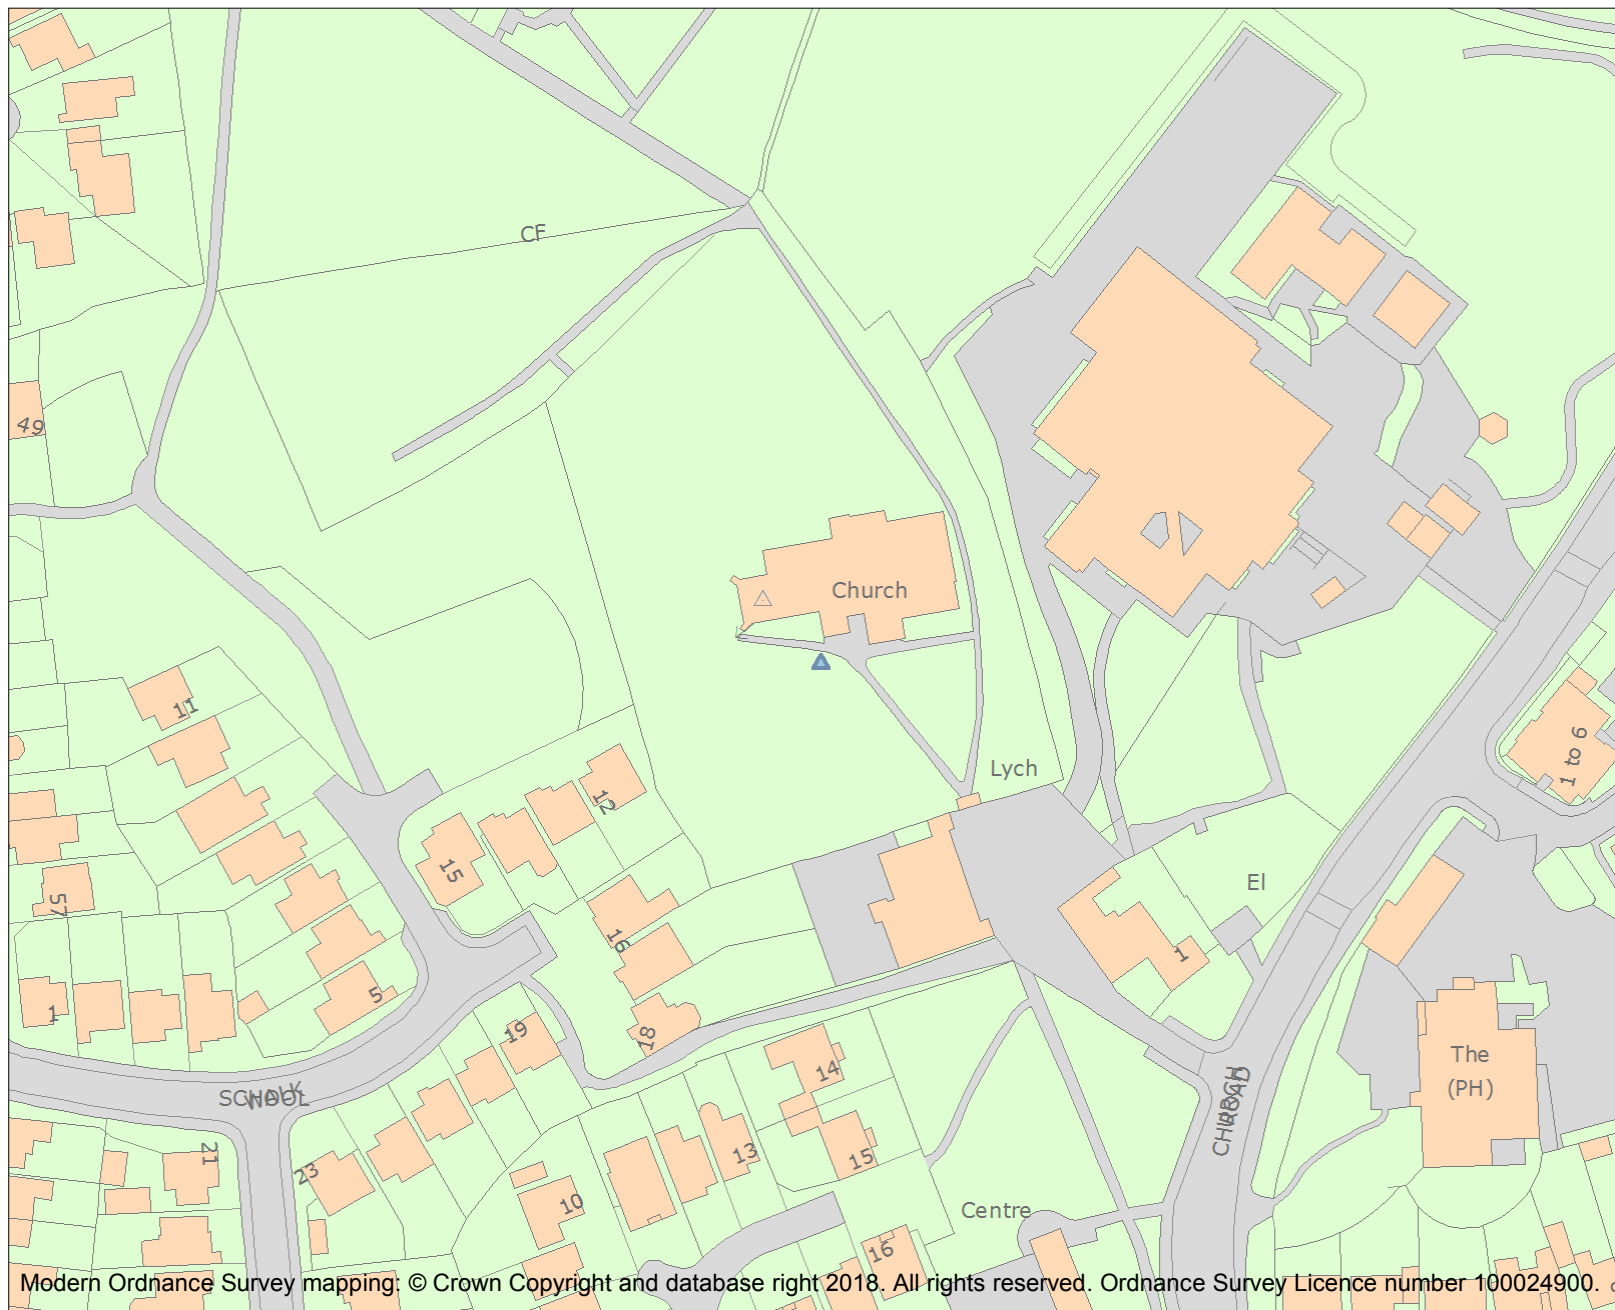 CF
49
Church
11
Lych
1 to 6
12
15
El
57
16
1
5
1
19
18
The
(PH)
14
SCHOOL
WALK
CHURCH
ROAD
21
13
15
23
10
Centre
16
Modern Ordnance Survey mapping: © Crown Copyright and database right 2018. All rights reserved. Ordnance Survey Licence number 100024900.